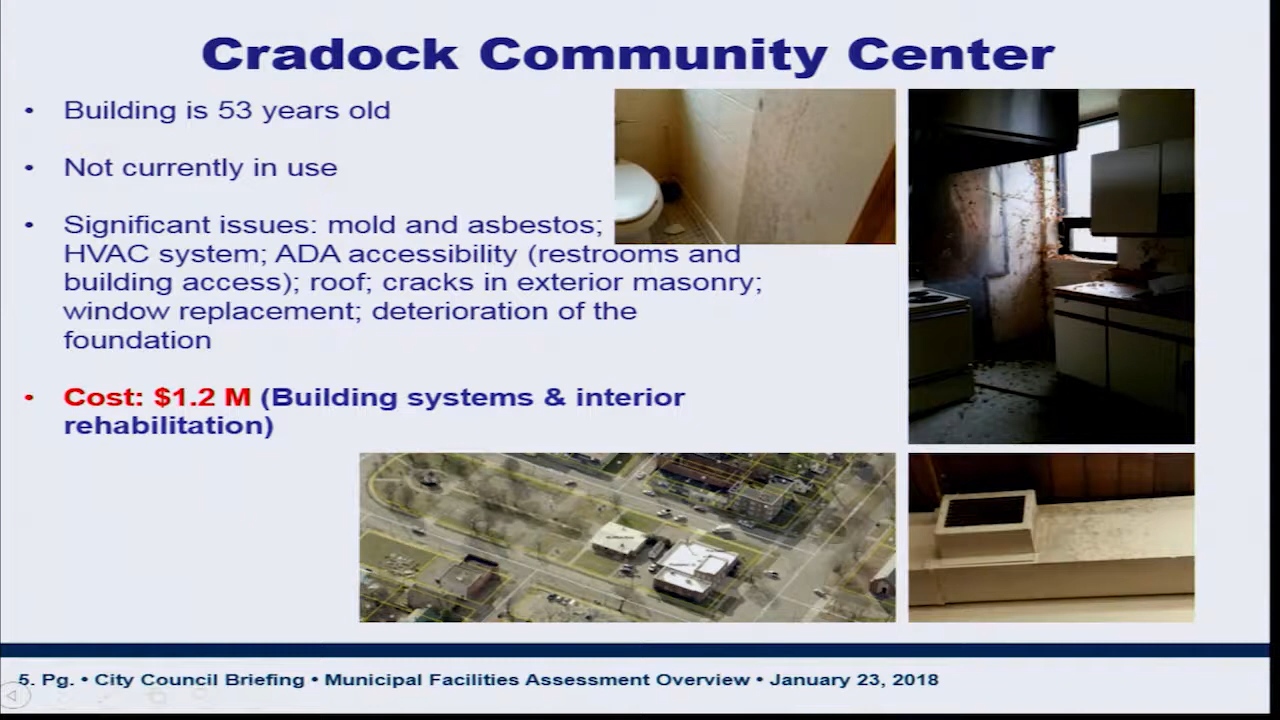 Cradock Community Center
• Building is 53 years old
• Not currently in use
• Significant issues: mold and asbestos;
HVAC system; ADA accessibility (restrooms and
building access); roof; cracks in exterior masonry;
window replacement; deterioration of the
foundation
• Cost: $1.2 M (Building systems & interior
rehabilitation)
5. Pg. • City Council Briefing • Municipal Facilities Assessment Overview • January 23, 2018